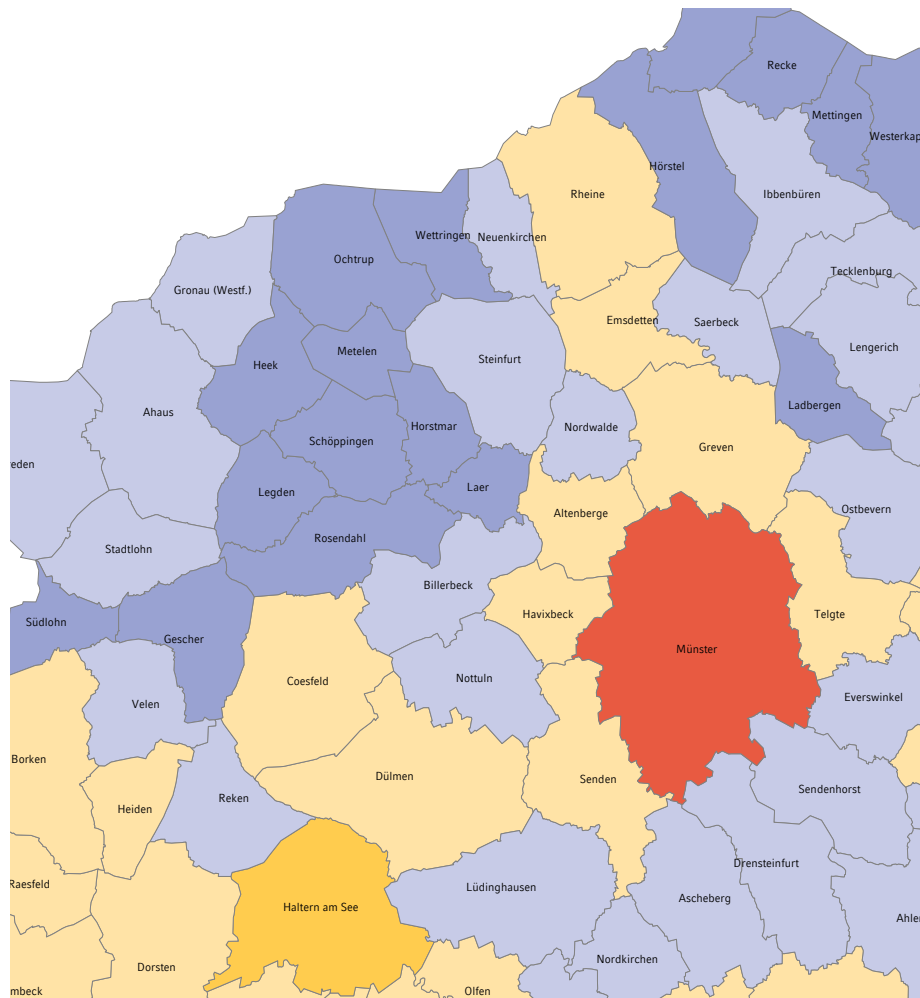 Recke
Mettingen
Westerkap
Hörstel
Rheine
Ibbenbüren
Wettringen
Neuenkirchen
Ochtrup
Tecklenburg
Gronau (Westf.)
Emsdetten
Saerbeck
Lengerich
Metelen
Steinfurt
Heek
Ladbergen
Ahaus
Horstmar
Nordwalde
Schöppingen
Greven
reden
Laer
Legden
Ostbevern
Altenberge
Rosendahl
Stadtlohn
Billerbeck
Havixbeck
Telgte
Südlohn
Gescher
Münster
Nottuln
Coesfeld
Everswinkel
Velen
Borken
Dülmen
Senden
Sendenhorst
Reken
Heiden
Drensteinfurt
Raesfeld
Lüdinghausen
Ascheberg
Haltern am See
Ahlen
Nordkirchen
Dorsten
mbeck
Olfen